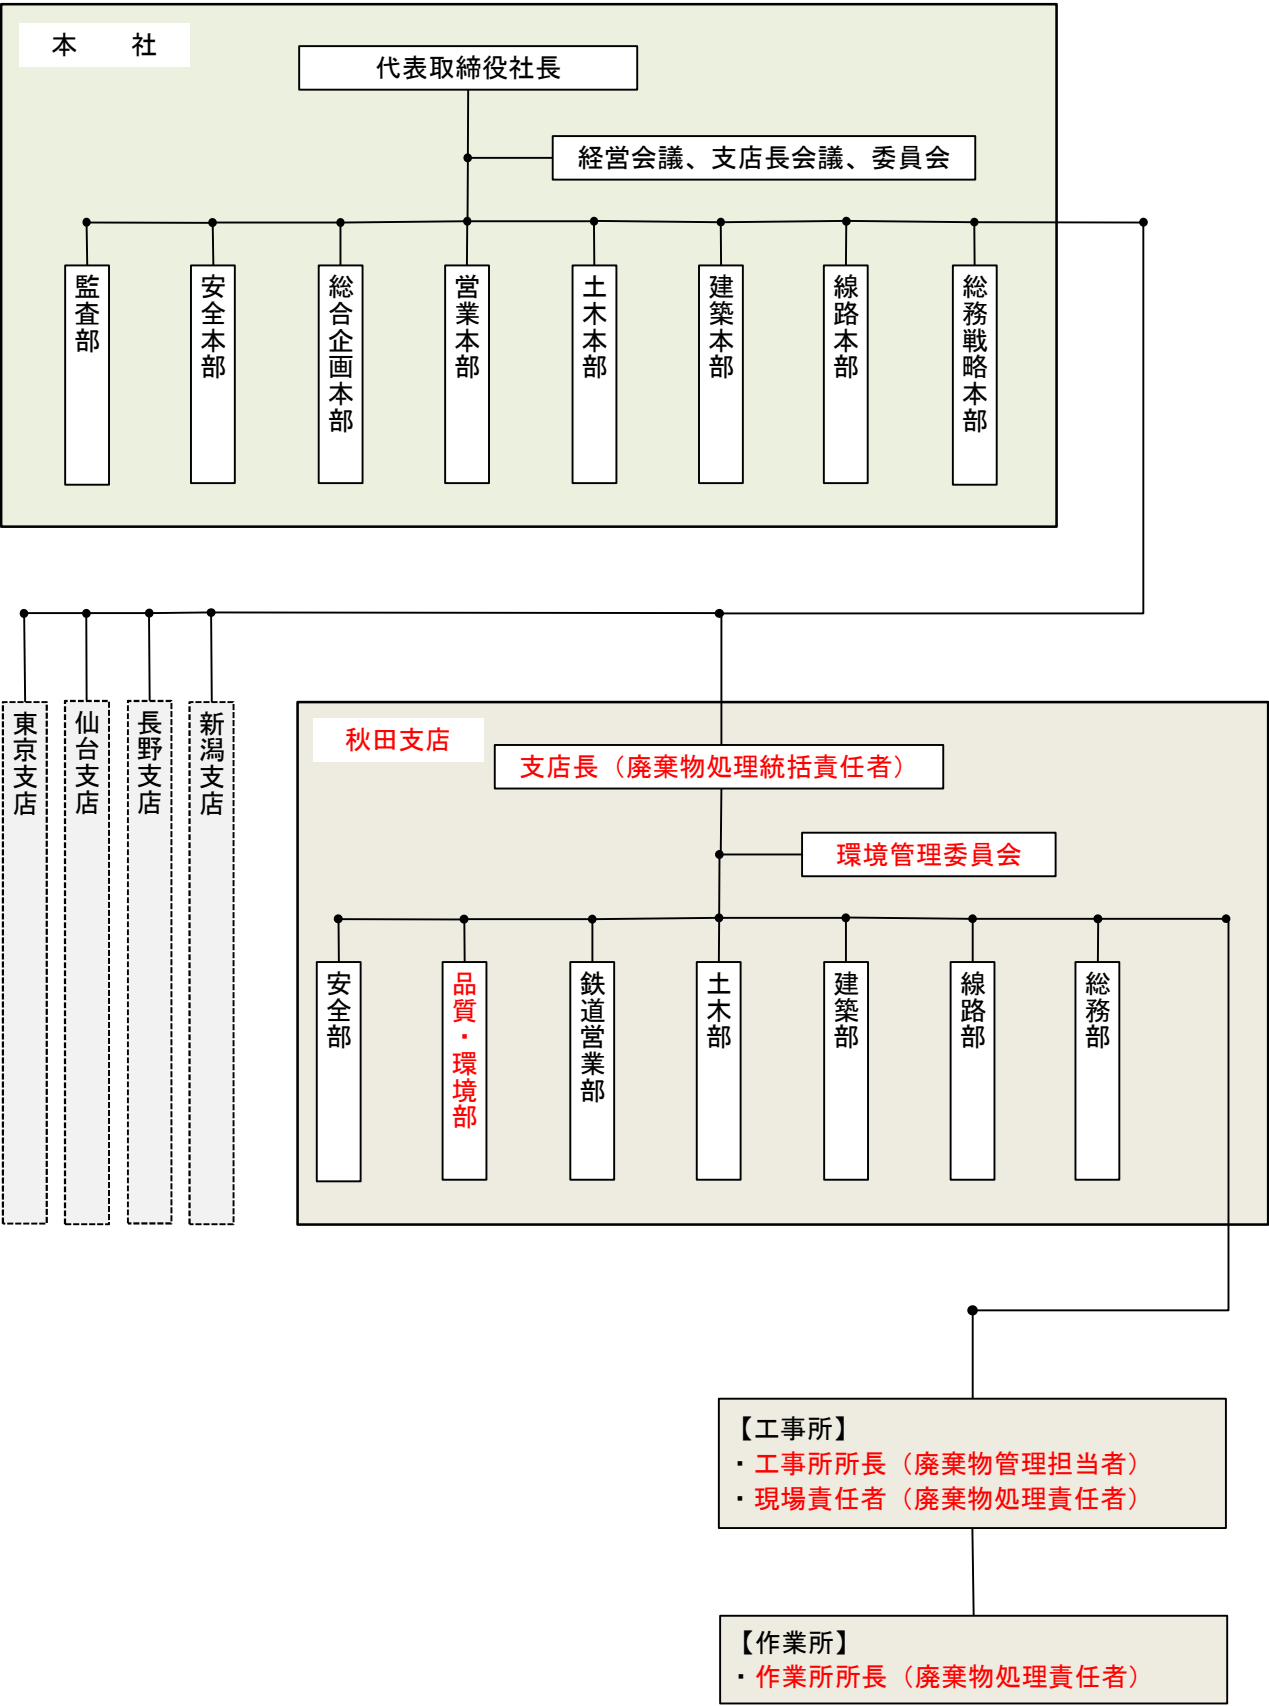 本　　社
代表取締役社長
経営会議、支店長会議、委員会
監査部
安全本部
総合企画本部
営業本部
土木本部
建築本部
線路本部
総務戦略本部
東京支店
仙台支店
長野支店
新潟支店
秋田支店
支店長（廃棄物処理統括責任者）
環境管理委員会
安全部
品質・環境部
鉄道営業部
土木部
建築部
線路部
総務部
【工事所】
・工事所所長（廃棄物管理担当者）
・現場責任者（廃棄物処理責任者）
【作業所】
・作業所所長（廃棄物処理責任者）